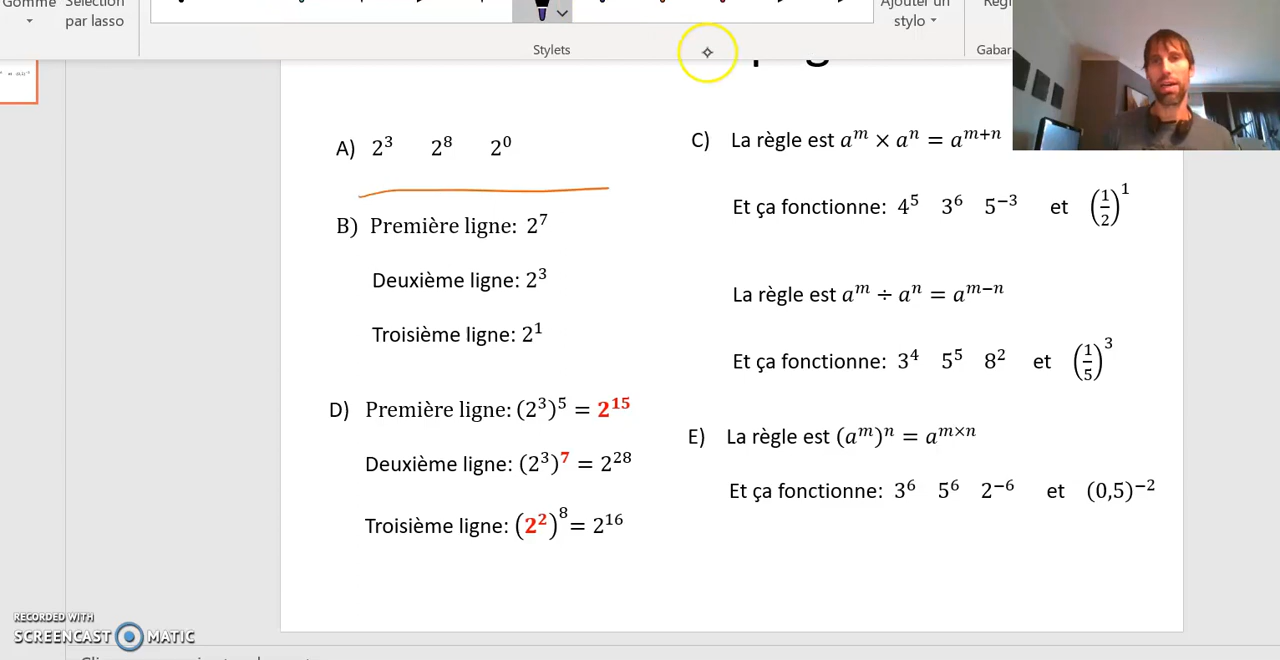 Gomme
Sélection
par lasso
Ajouter un
stylo
Stylets
A) 2³ 2⁸ 2⁰
B) Première ligne: 2⁷
Deuxième ligne: 2³
Troisième ligne: 2¹
D) Première ligne: (2³)⁵ = 2¹⁵
Deuxième ligne: (2³)⁷ = 2²⁸
Troisième ligne: (2²)⁸ = 2¹⁶
C) La règle est aᵐ × aⁿ = aᵐ⁺ⁿ
Et ça fonctionne: 4⁵ 3⁶ 5⁻³ et (1/2)¹
La règle est aᵐ ÷ aⁿ = aᵐ⁻ⁿ
Et ça fonctionne: 3⁴ 5⁵ 8² et (1/5)³
E) La règle est (aᵐ)ⁿ = aᵐˣⁿ
Et ça fonctionne: 3⁶ 5⁶ 2⁻⁶ et (0,5)⁻²
RECORDED WITH
SCREENCAST MATIC